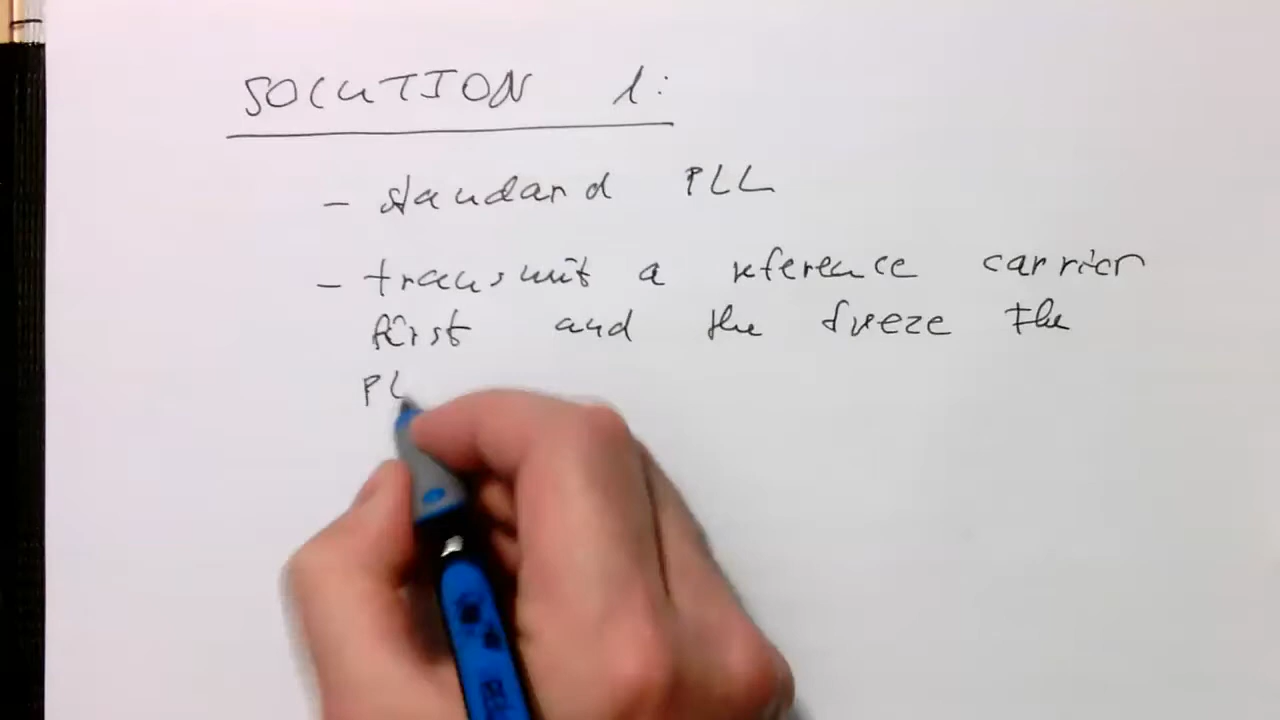 SOLUTION 1:
- standard PLL
- transmit a reference carrier
first and the freeze the
PL